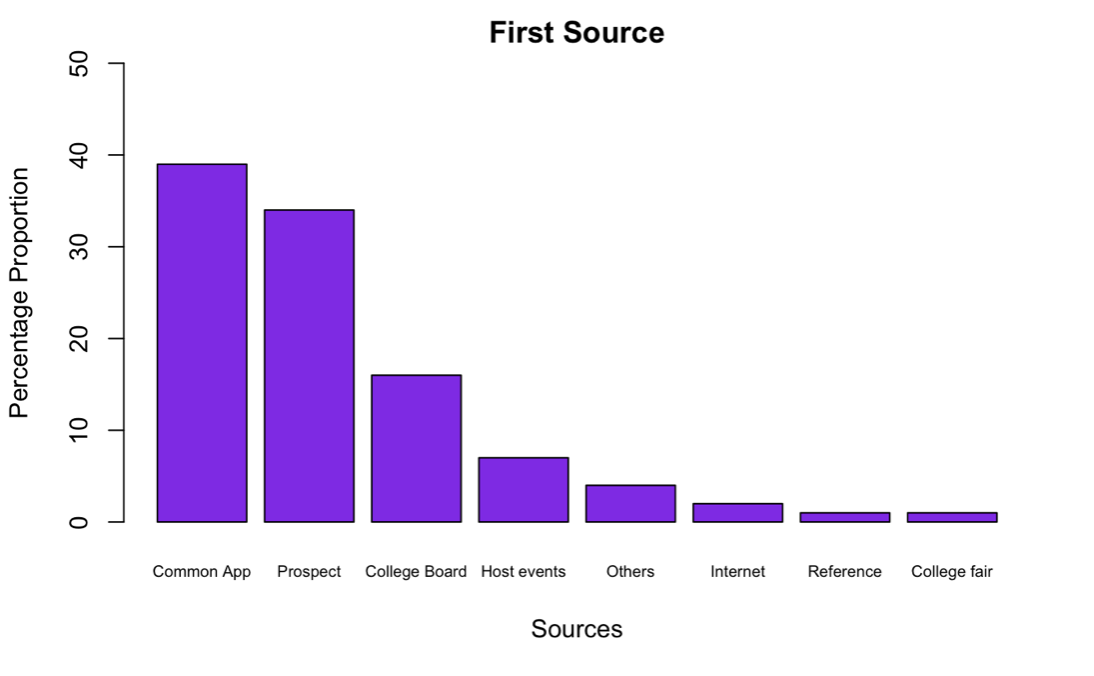 First Source
Percentage Proportion
50
40
30
20
10
0
Common App Prospect College Board Host events Others Internet Reference College fair
Sources